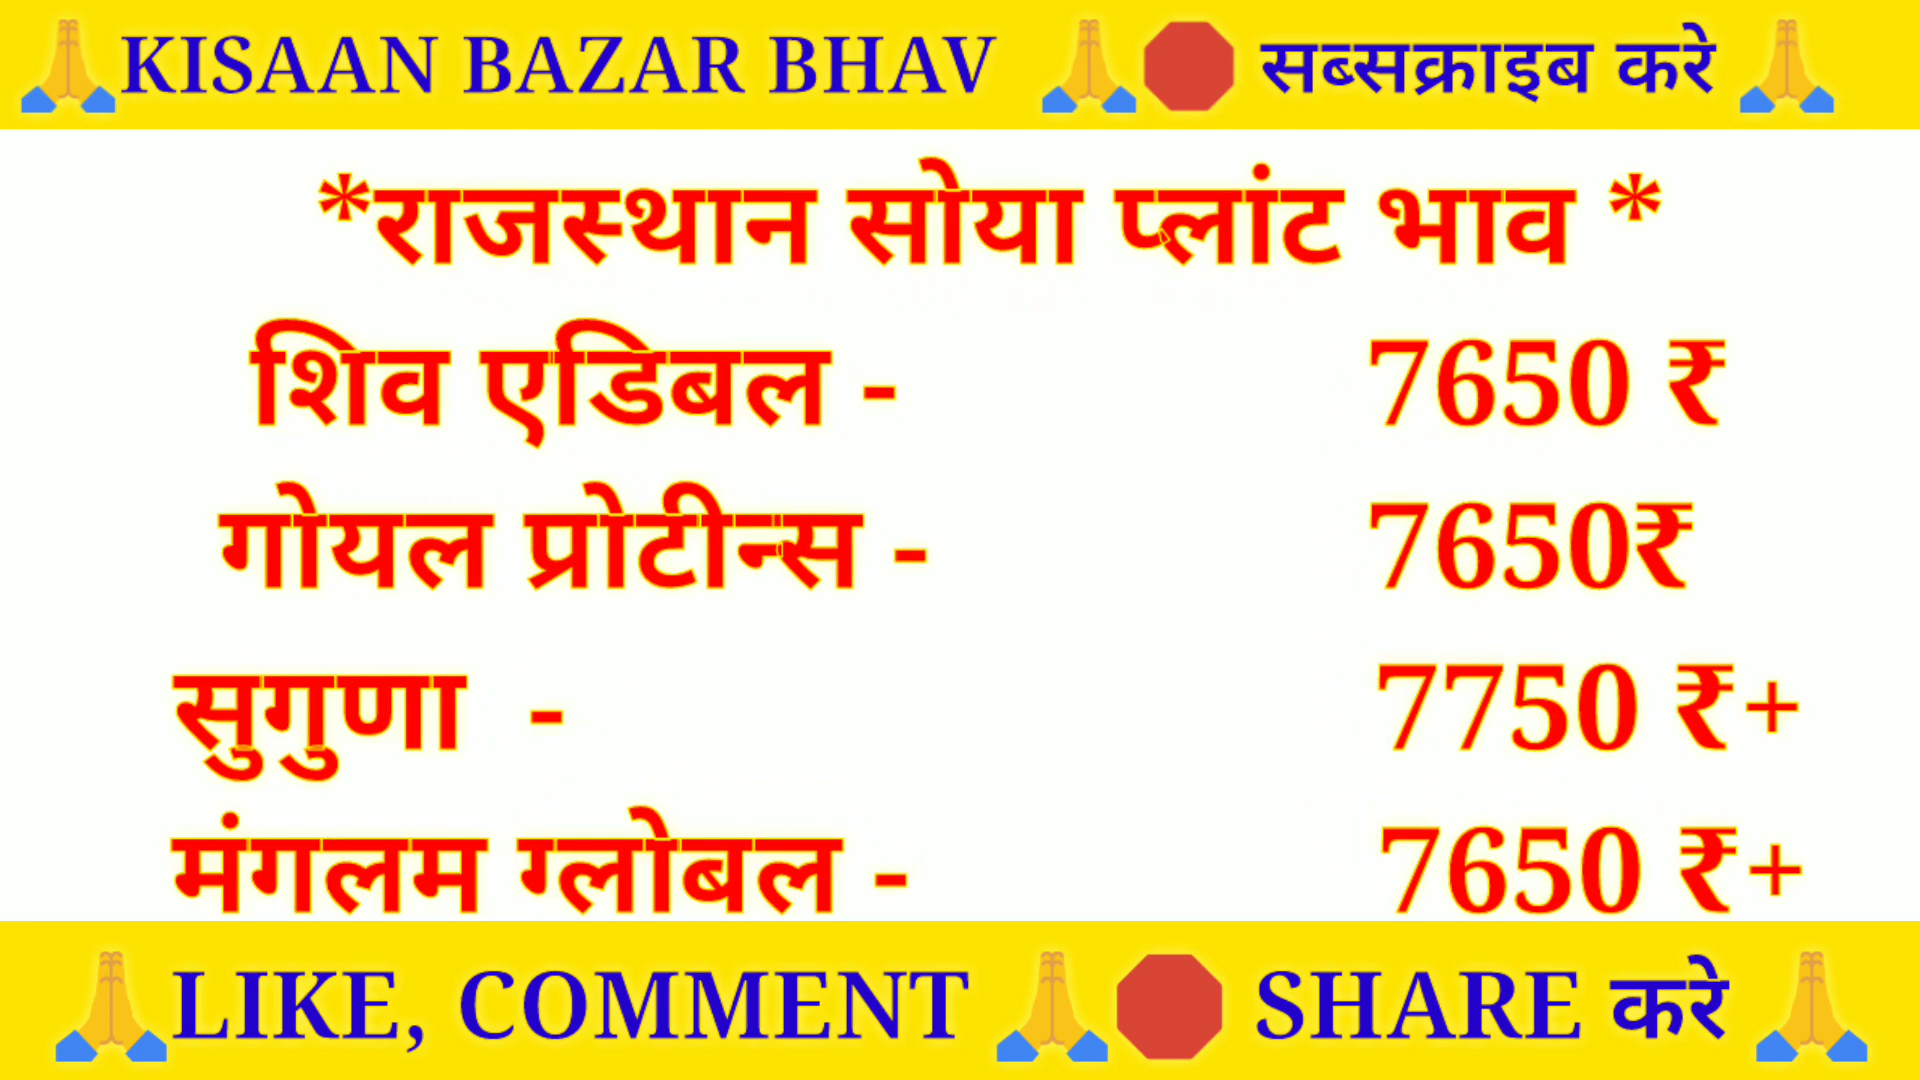 🙏KISAAN BAZAR BHAV 🙏🛑 सब्सक्राइब करे 🙏
*राजस्थान सोया प्लांट भाव *
शिव एडिबल - 7650 ₹
गोयल प्रोटीन्स - 7650₹
सुगुणा - 7750 ₹+
मंगलम ग्लोबल - 7650 ₹+
🙏LIKE, COMMENT 🙏🛑 SHARE करे 🙏